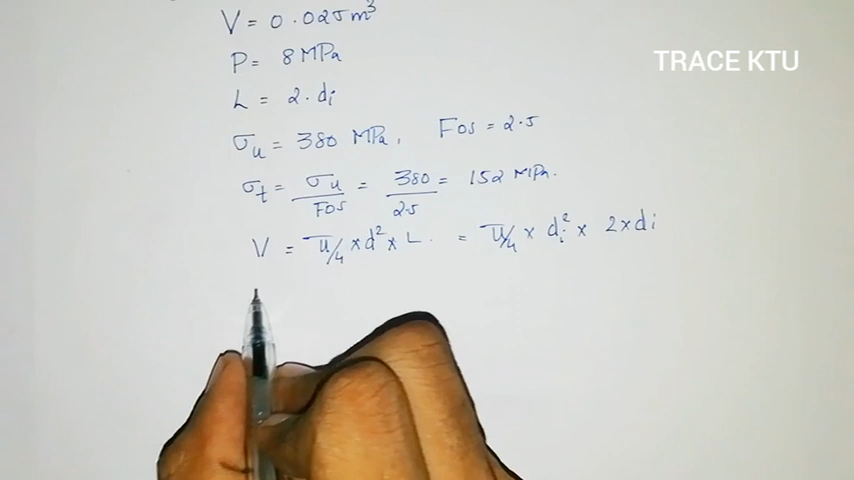 V = 0.025 m³
TRACE KTU
P = 8 MPa
L = 2·di
σu = 380 MPa, FOS = 2.5
σt = σu/FOS = 380/2.5 = 152 MPa.
V = π/4 × d² × L. = π/4 × di² × 2×di